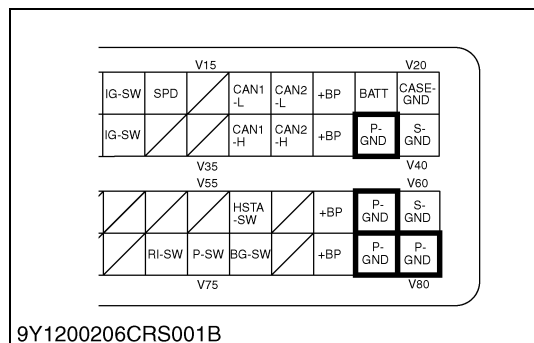 V15 V20
IG-SW SPD CAN1 -L CAN2 -L +BP BATT CASE- GND
IG-SW CAN1 -H CAN2 -H +BP P- GND S- GND
V35 V40
V55 V60
HSTA -SW +BP P- GND S- GND
RI-SW P-SW BG-SW +BP P- GND P- GND
V75 V80
9Y1200206CRS001B